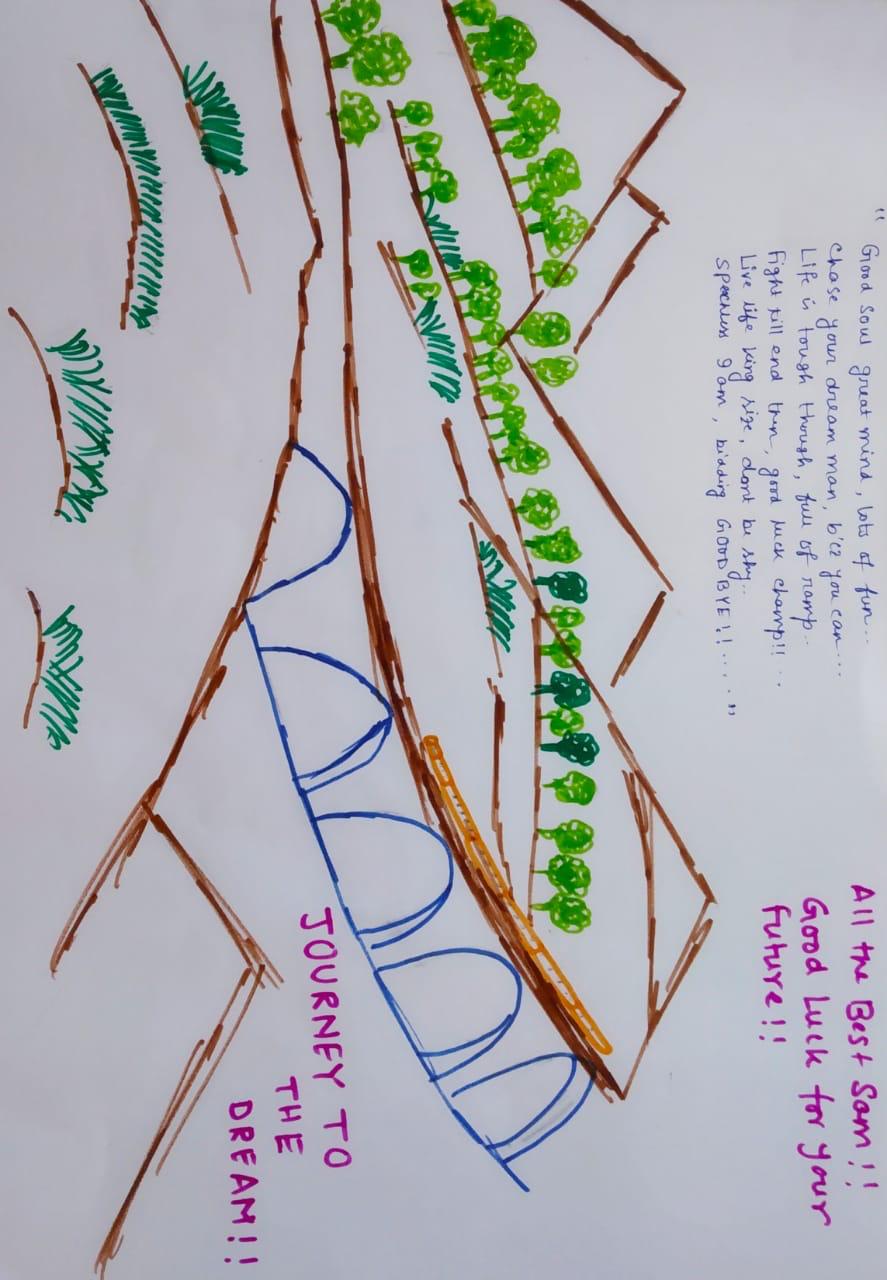 " Good Soul great mind, lots of fun...
Chase your dream man, b'cz you can...
Life is tough though, full of ramp..
Fight till end then, good luck champ!!...
Live life king size, dont be shy..
Speechless I am, bidding GOOD BYE!!...."
All the Best Sam!!
Good Luck for your
future!!
JOURNEY TO
THE
DREAM!!